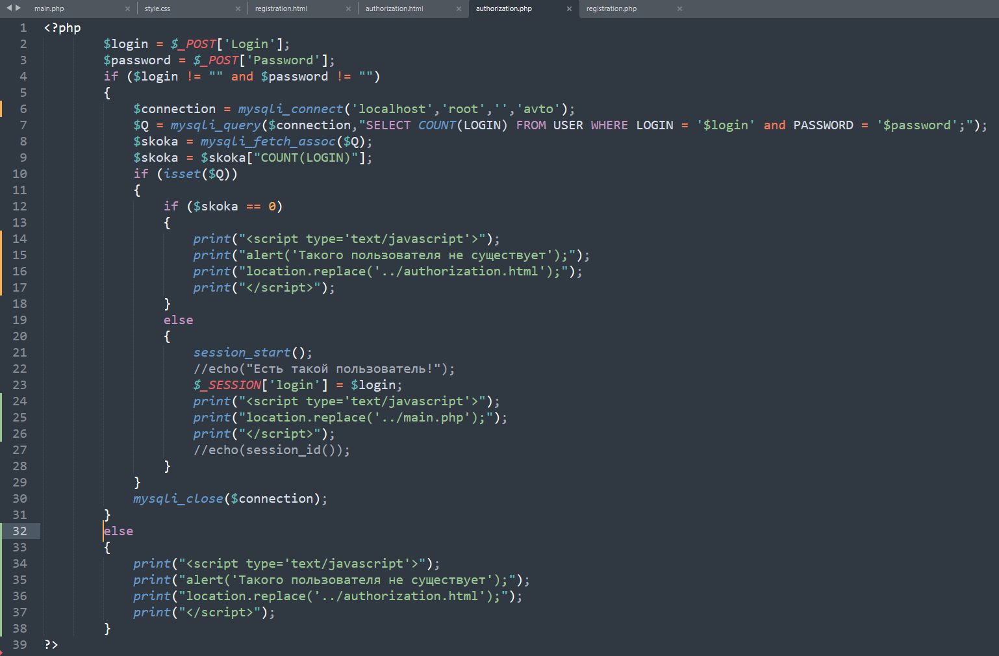 main.php style.css registration.html authorization.html authorization.php registration.php
1 <?php
2 $login = $_POST['Login'];
3 $password = $_POST['Password'];
4 if ($login != "" and $password != "")
5 {
6 $connection = mysqli_connect('localhost','root','','avto');
7 $Q = mysqli_query($connection,"SELECT COUNT(LOGIN) FROM USER WHERE LOGIN = '$login' and PASSWORD = '$password';");
8 $skoka = mysqli_fetch_assoc($Q);
9 $skoka = $skoka["COUNT(LOGIN)"];
10 if (isset($Q))
11 {
12 if ($skoka == 0)
13 {
14 print("<script type='text/javascript'>");
15 print("alert('Такого пользователя не существует');");
16 print("location.replace('../authorization.html');");
17 print("</script>");
18 }
19 else
20 {
21 session_start();
22 //echo("Есть такой пользователь!");
23 $_SESSION['login'] = $login;
24 print("<script type='text/javascript'>");
25 print("location.replace('../main.php');");
26 print("</script>");
27 //echo(session_id());
28 }
29 }
30 mysqli_close($connection);
31 }
32 else
33 {
34 print("<script type='text/javascript'>");
35 print("alert('Такого пользователя не существует');");
36 print("location.replace('../authorization.html');");
37 print("</script>");
38 }
39 ?>